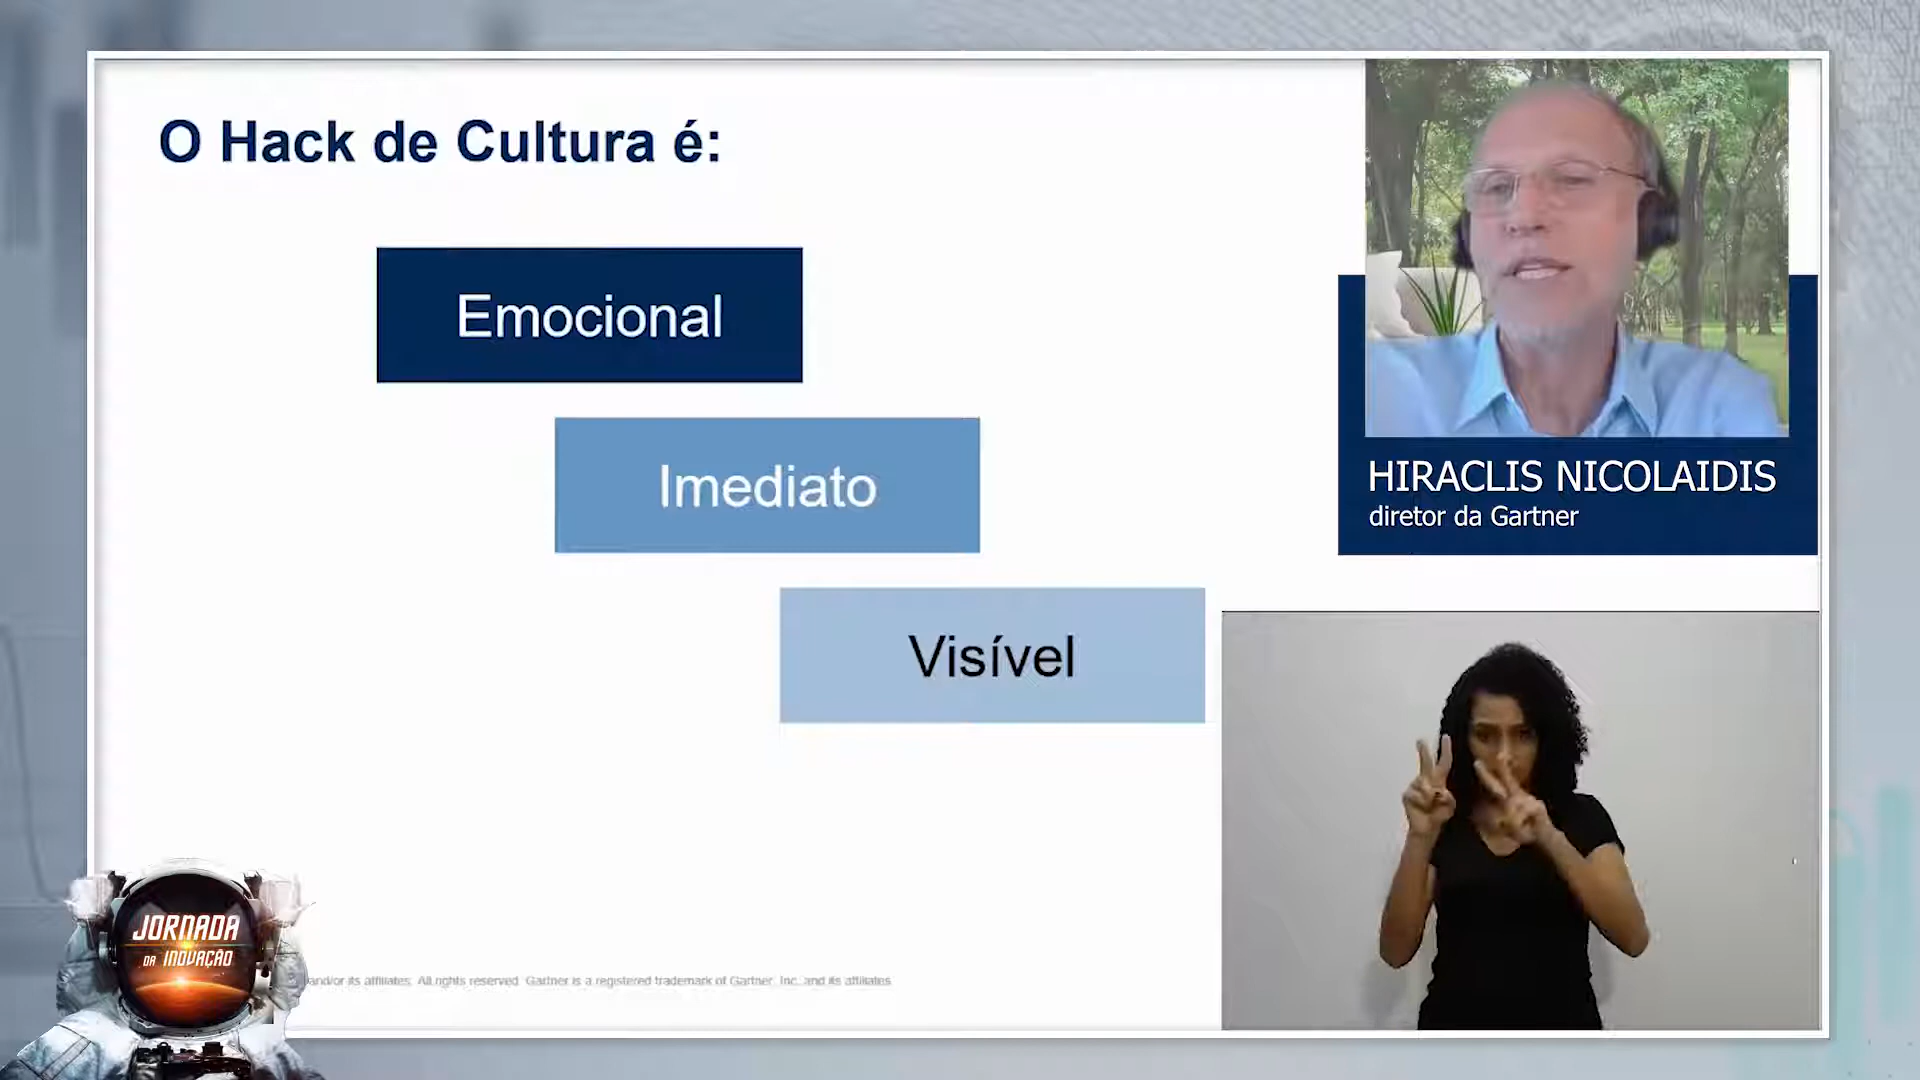 O Hack de Cultura é:
Emocional
Imediato
Visível
HIRACLIS NICOLAIDIS
diretor da Gartner
JORNADA
DA INOVAÇÃO
and/or its affiliates. All rights reserved. Gartner is a registered trademark of Gartner, Inc. and its affiliates.